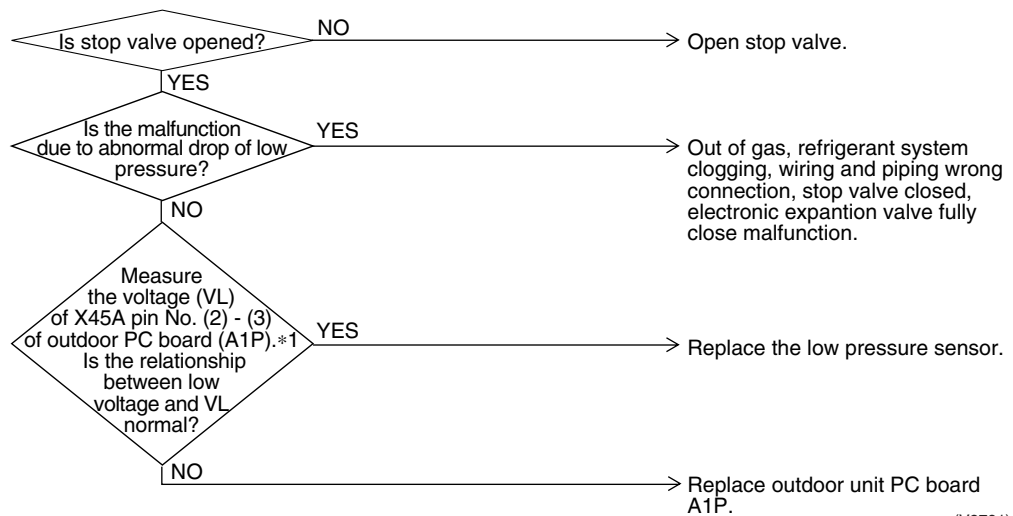 Is stop valve opened?
NO
Open stop valve.
YES
Is the malfunction
due to abnormal drop of low
pressure?
YES
Out of gas, refrigerant system
clogging, wiring and piping wrong
connection, stop valve closed,
electronic expantion valve fully
close malfunction.
NO
Measure
the voltage (VL)
of X45A pin No. (2) - (3)
of outdoor PC board (A1P).*1
Is the relationship
between low
voltage and VL
normal?
YES
Replace the low pressure sensor.
NO
Replace outdoor unit PC board
A1P.